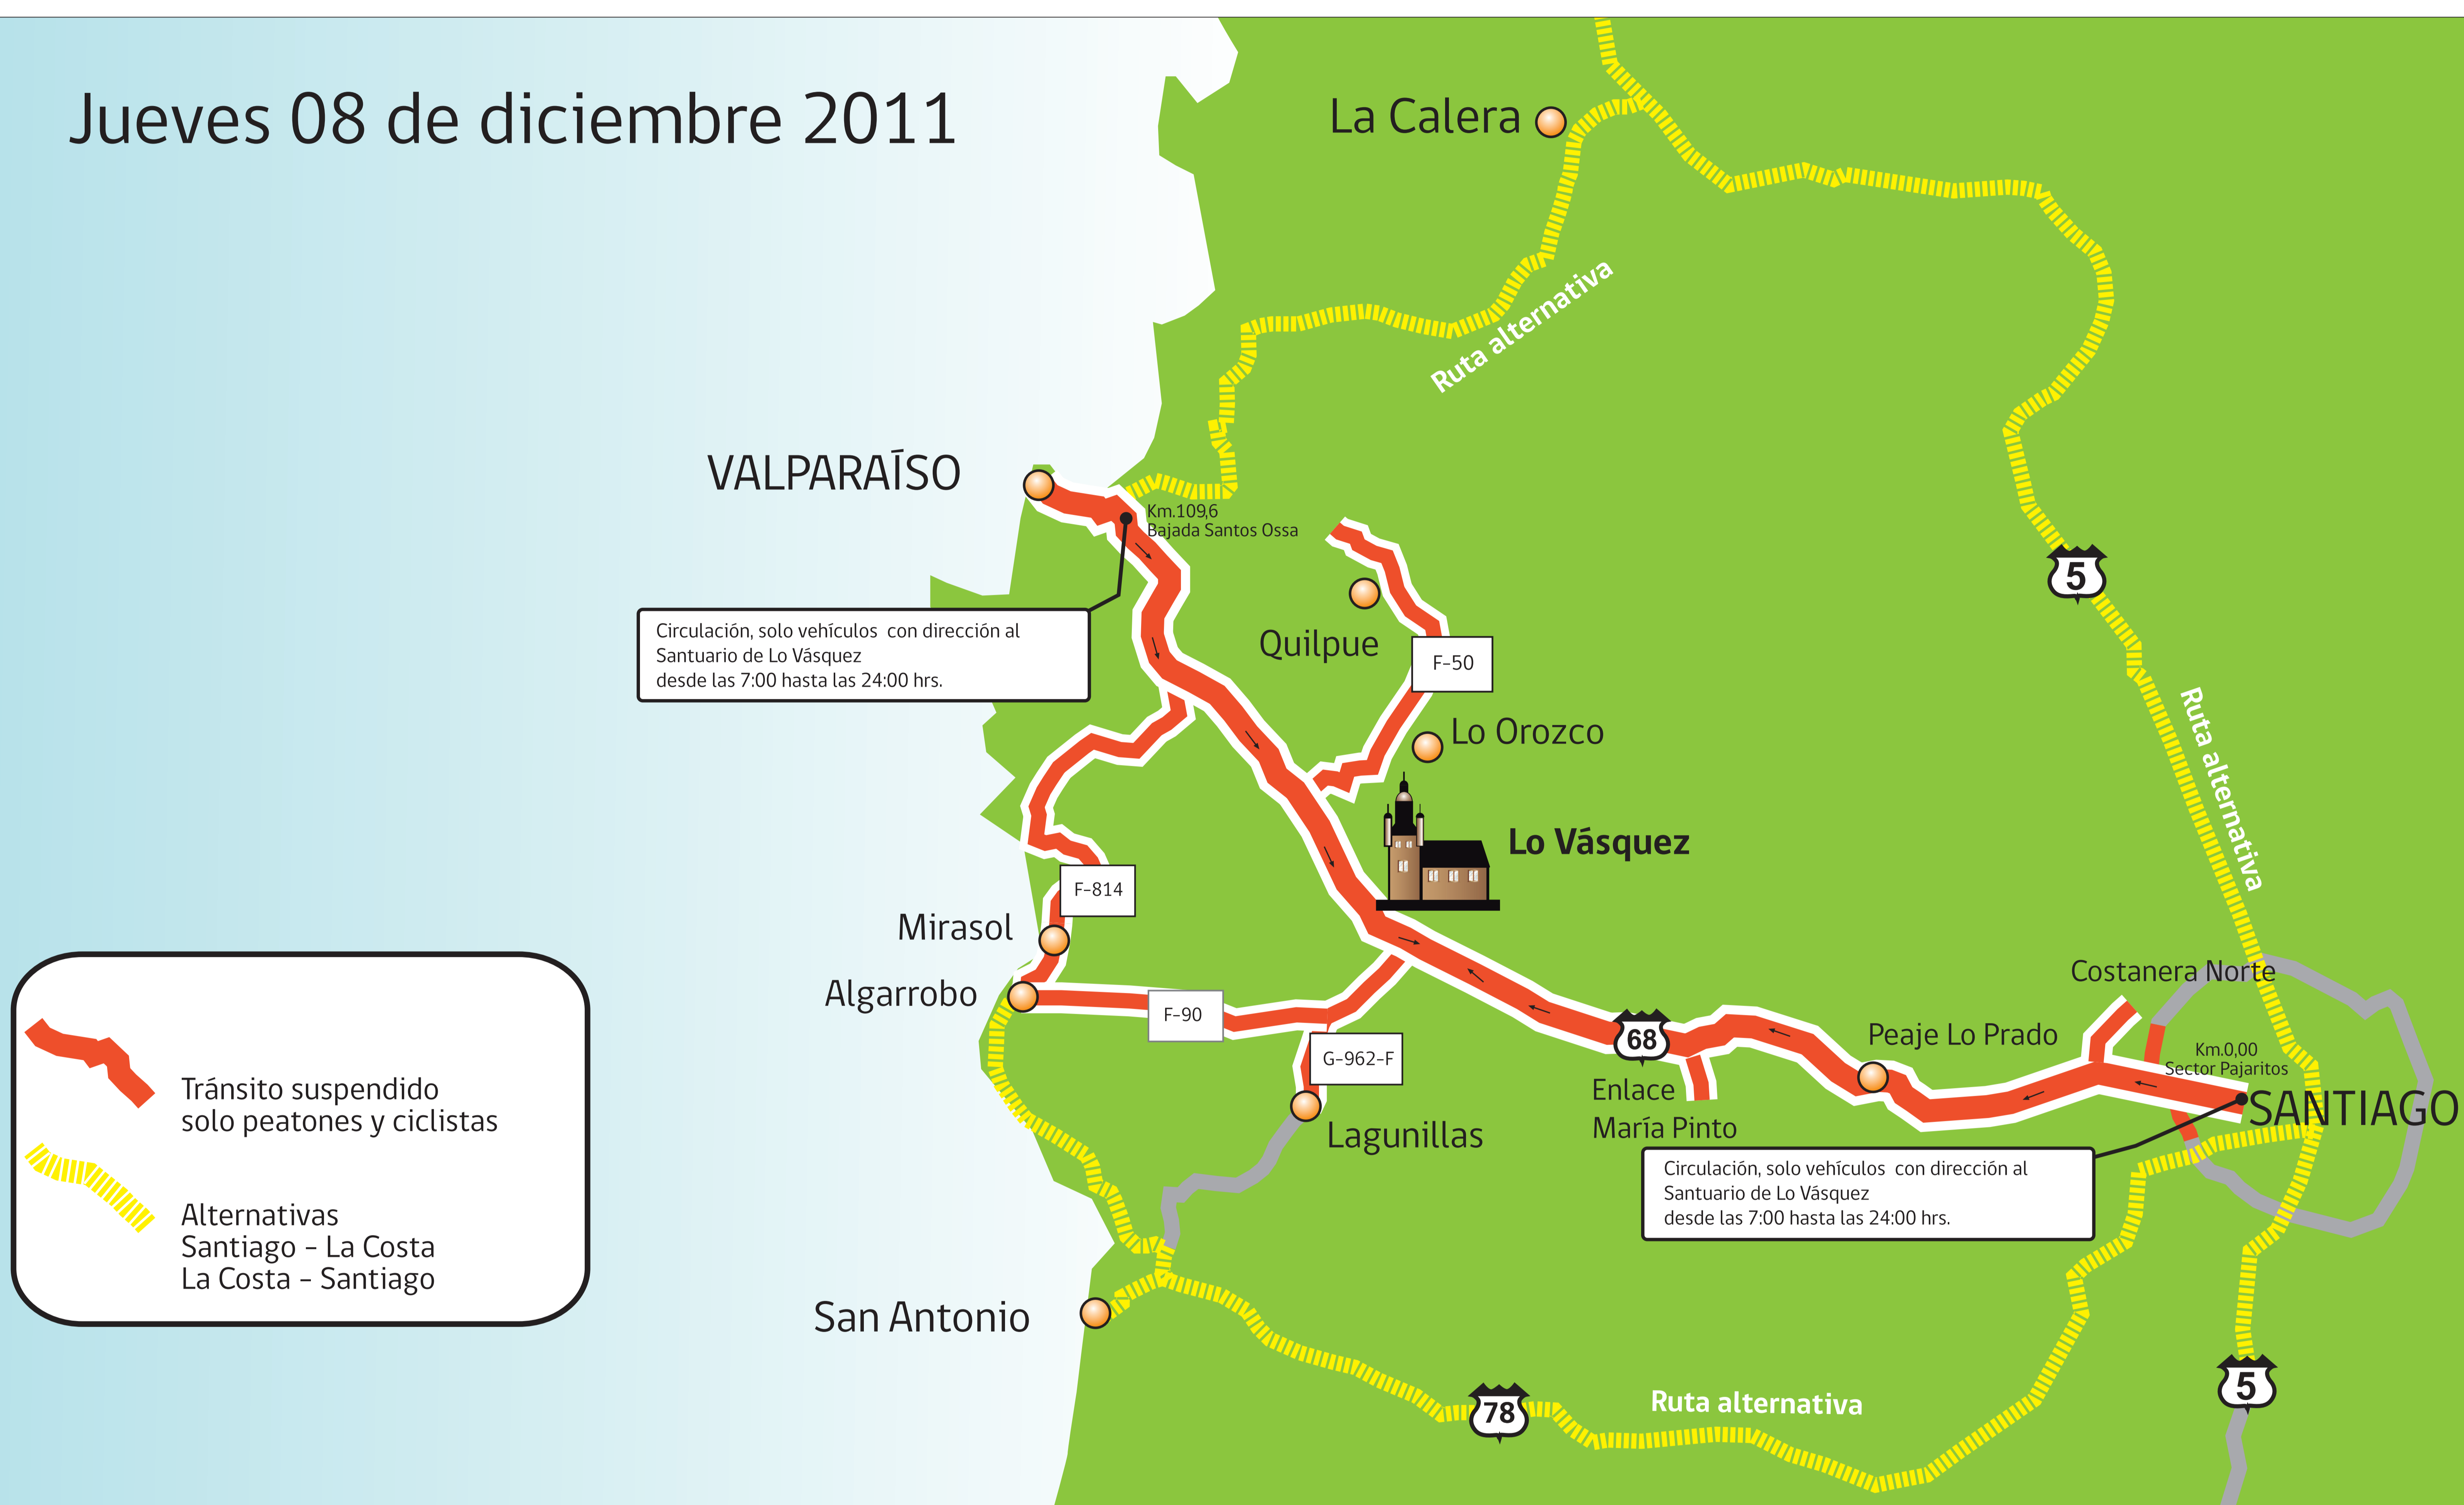 Jueves 08 de diciembre 2011
La Calera
Ruta alternativa
VALPARAÍSO
Km.109,6
Bajada Santos Ossa
5
Circulación, solo vehículos con dirección al
Santuario de Lo Vásquez
desde las 7:00 hasta las 24:00 hrs.
Quilpue
F-50
Lo Orozco
Ruta alternativa
Lo Vásquez
F-814
Mirasol
Algarrobo
F-90
G-962-F
Lagunillas
68
Enlace
María Pinto
Peaje Lo Prado
Costanera Norte
Km.0,00
Sector Pajaritos
SANTIAGO
Circulación, solo vehículos con dirección al
Santuario de Lo Vásquez
desde las 7:00 hasta las 24:00 hrs.
Tránsito suspendido
solo peatones y ciclistas
Alternativas
Santiago - La Costa
La Costa - Santiago
San Antonio
78
Ruta alternativa
5